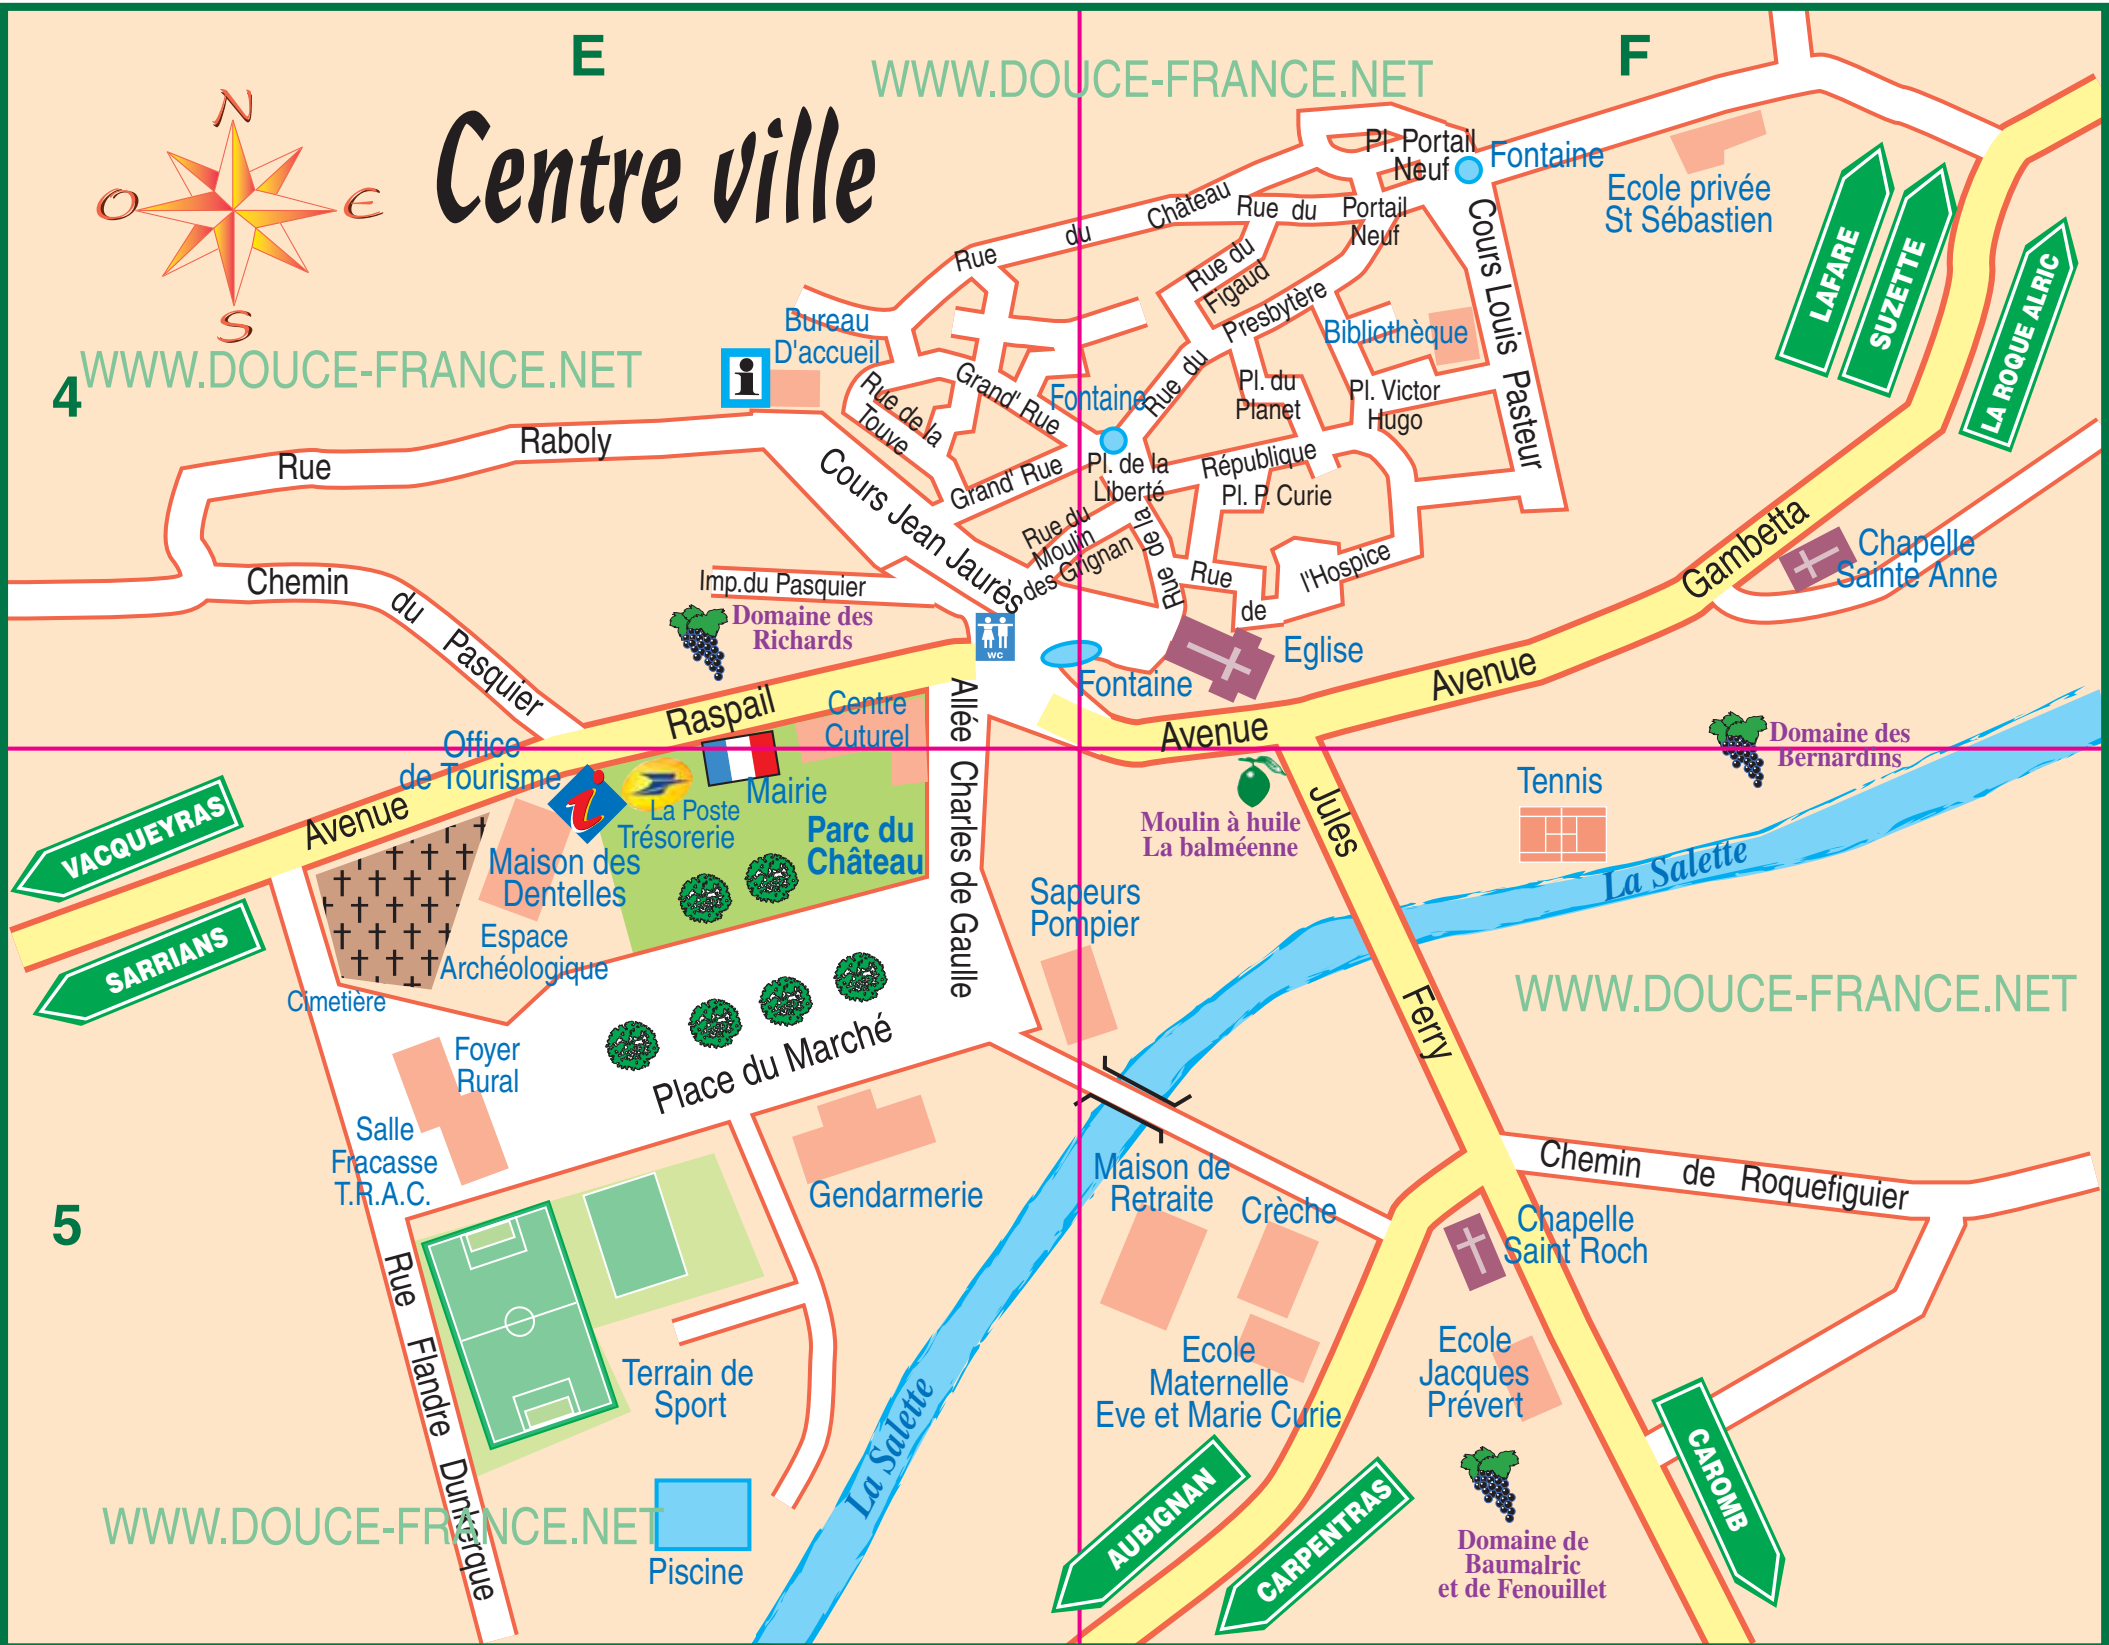 E
F
4
5
N
O
E
S
Centre ville
WWW.DOUCE-FRANCE.NET
WWW.DOUCE-FRANCE.NET
WWW.DOUCE-FRANCE.NET
WWW.DOUCE-FRANCE.NET
Pl. Portail
Neuf
Fontaine
Ecole privée
St Sébastien
LAFARE
SUZETTE
LA ROQUE ALRIC
Rue du Château
Rue du Portail
Neuf
Rue du
Figaud
Rue du Presbytère
Cours Louis Pasteur
Bibliothèque
Bureau
D'accueil
i
Rue de la
Touve
Grand' Rue
Fontaine
Pl. du
Planet
Pl. Victor
Hugo
Rue Raboly
Cours Jean Jaurès
Grand' Rue
Pl. de la
Liberté
République
Pl. P. Curie
Rue du
Moulin
des Grignan
Rue de la
Rue de l'Hospice
Imp.du Pasquier
Chemin du Pasquier
Domaine des
Richards
WC
Fontaine
Eglise
Avenue Gambetta
Chapelle
Sainte Anne
Avenue
Avenue Raspail
Centre
Cuturel
Office
de Tourisme
i
La Poste
Trésorerie
Mairie
Parc du
Château
Allée Charles de Gaulle
Maison des
Dentelles
Espace
Archéologique
Cimetière
VACQUEYRAS
SARRIANS
Moulin à huile
La balméenne
Jules Ferry
Tennis
Domaine des
Bernardins
La Salette
Sapeurs
Pompier
Foyer
Rural
Place du Marché
Salle
Fracasse
T.R.A.C.
Gendarmerie
Maison de
Retraite
Crèche
Chemin de Roquefiguier
Chapelle
Saint Roch
Rue Flandre Dunkerque
Terrain de
Sport
Ecole
Maternelle
Eve et Marie Curie
Ecole
Jacques
Prévert
La Salette
Piscine
AUBIGNAN
CARPENTRAS
CAROMB
Domaine de
Baumalric
et de Fenouillet